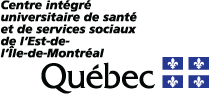 Centre intégré
universitaire de santé
et de services sociaux
de l'Est-de-
l'Île-de-Montréal
Québec